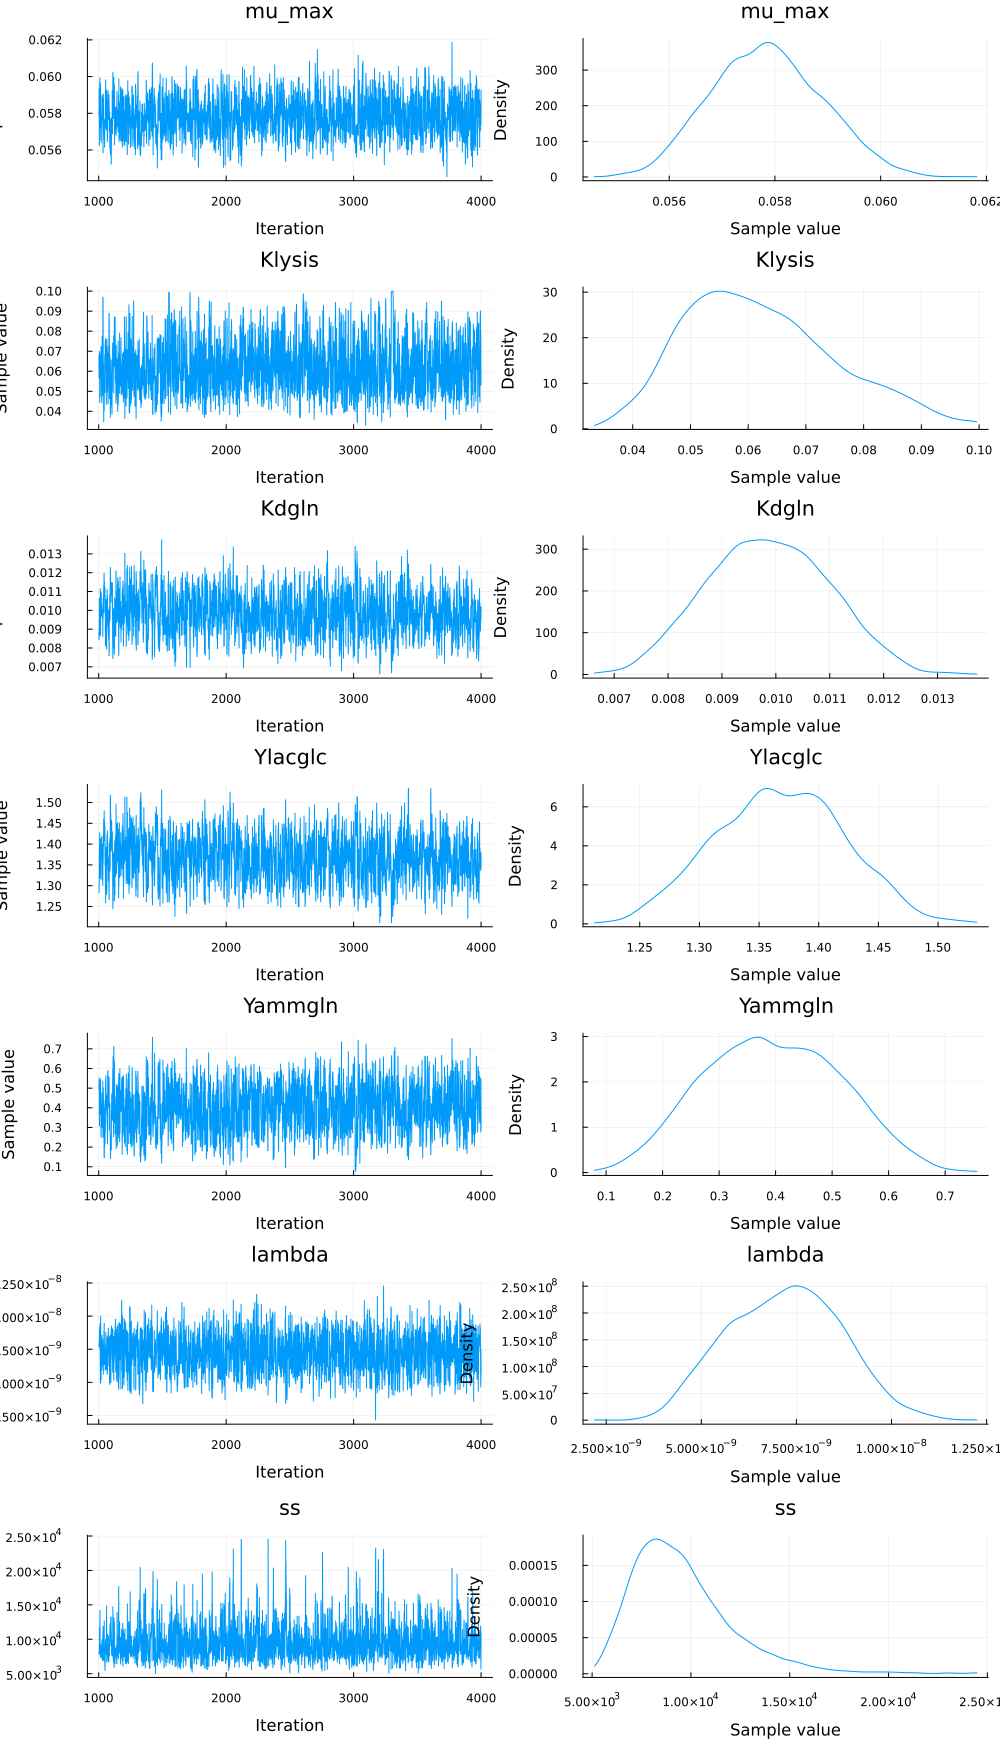 mu_max mu_max
0.062
0.060
0.058
0.056
1000 2000 3000 4000
Iteration
Density
300
200
100
0
0.056 0.058 0.060 0.062
Sample value
Klysis Klysis
Sample value
0.10
0.09
0.08
0.07
0.06
0.05
0.04
1000 2000 3000 4000
Iteration
Density
30
20
10
0
0.04 0.05 0.06 0.07 0.08 0.09 0.10
Sample value
Kdgln Kdgln
0.013
0.012
0.011
0.010
0.009
0.008
0.007
1000 2000 3000 4000
Iteration
Density
300
200
100
0
0.007 0.008 0.009 0.010 0.011 0.012 0.013
Sample value
Ylacglc Ylacglc
Sample value
1.50
1.45
1.40
1.35
1.30
1.25
1000 2000 3000 4000
Iteration
Density
6
4
2
0
1.25 1.30 1.35 1.40 1.45 1.50
Sample value
Yammgln Yammgln
Sample value
0.7
0.6
0.5
0.4
0.3
0.2
0.1
1000 2000 3000 4000
Iteration
Density
3
2
1
0
0.1 0.2 0.3 0.4 0.5 0.6 0.7
Sample value
lambda lambda
.250×10⁻⁸
.000×10⁻⁸
.500×10⁻⁹
.000×10⁻⁹
.500×10⁻⁹
1000 2000 3000 4000
Iteration
Density
2.50×10⁸
2.00×10⁸
1.50×10⁸
1.00×10⁸
5.00×10⁷
0
2.500×10⁻⁹ 5.000×10⁻⁹ 7.500×10⁻⁹ 1.000×10⁻⁸ 1.250×1
Sample value
ss ss
2.50×10⁴
2.00×10⁴
1.50×10⁴
1.00×10⁴
5.00×10³
1000 2000 3000 4000
Iteration
Density
0.00015
0.00010
0.00005
0.00000
5.00×10³ 1.00×10⁴ 1.50×10⁴ 2.00×10⁴ 2.50×1
Sample value